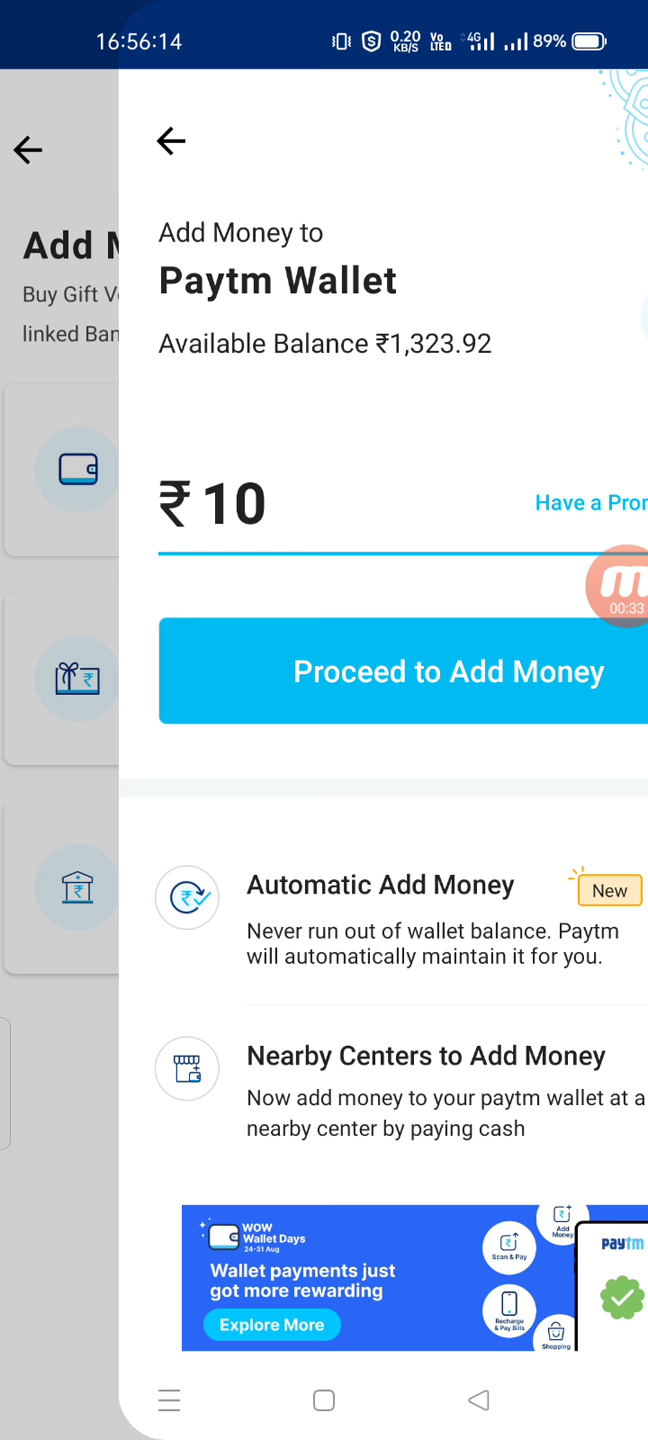 16:56:14
0.20
KB/S
Vo
LTED
4G
89%
Add M
Buy Gift V
linked Ban
Add Money to
Paytm Wallet
Available Balance ₹1,323.92
₹10
Have a Pror
00:33
Proceed to Add Money
Automatic Add Money
New
Never run out of wallet balance. Paytm
will automatically maintain it for you.
Nearby Centers to Add Money
Now add money to your paytm wallet at a
nearby center by paying cash
WOW
Wallet Days
24-31 Aug
Wallet payments just
got more rewarding
Explore More
Scan & Pay
Add
Money
Recharge
& Pay Bills
Shopping
paytm